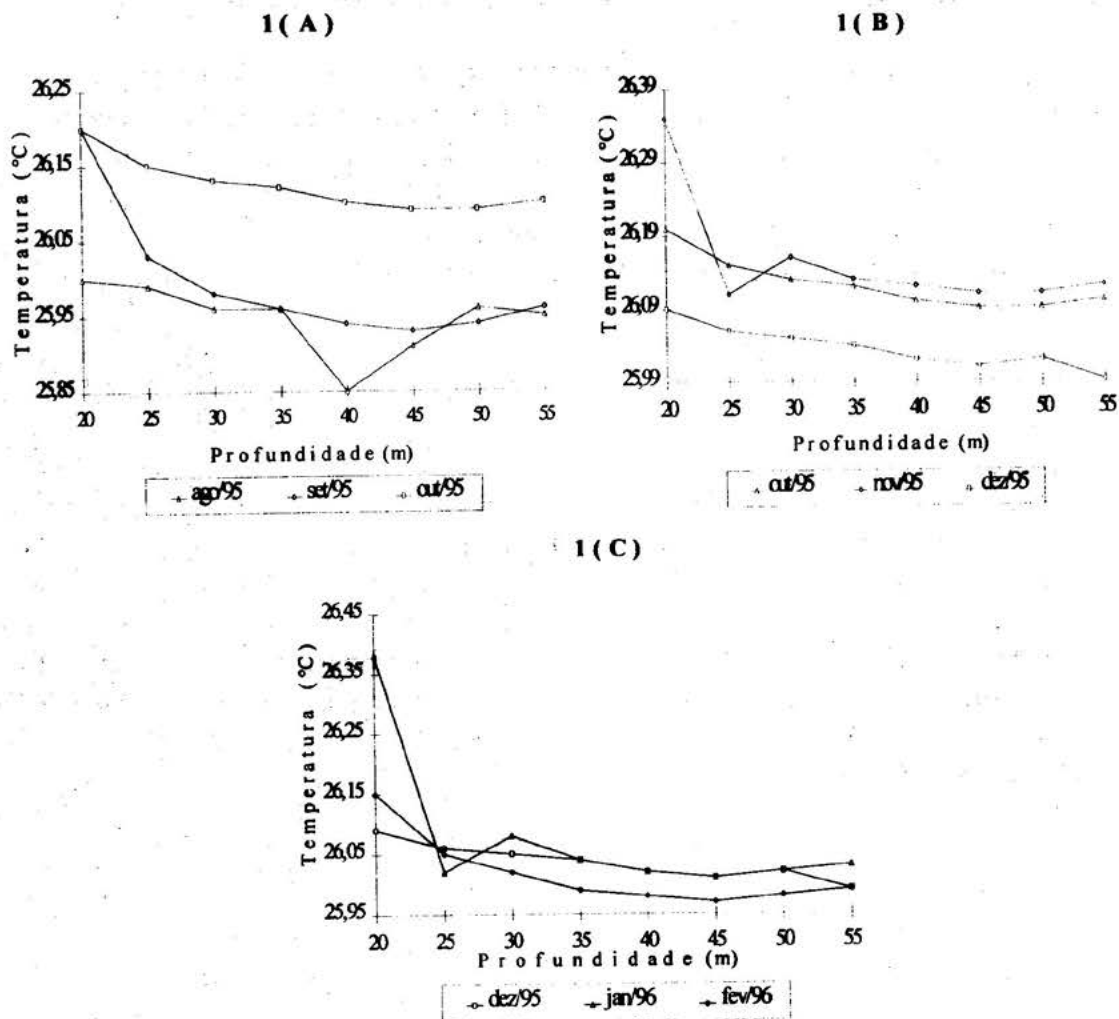 1(A)
Temperatura (°C)
26,25
26,15
26,05
25,95
25,85
20 25 30 35 40 45 50 55
Profundidade (m)
ago/95 set/95 out/95
1(B)
Temperatura (°C)
26,39
26,29
26,19
26,09
25,99
20 25 30 35 40 45 50 55
Profundidade (m)
out/95 nov/95 dez/95
1(C)
Temperatura (°C)
26,45
26,35
26,25
26,15
26,05
25,95
20 25 30 35 40 45 50 55
Profundidade (m)
dez/95 jan/96 fev/96